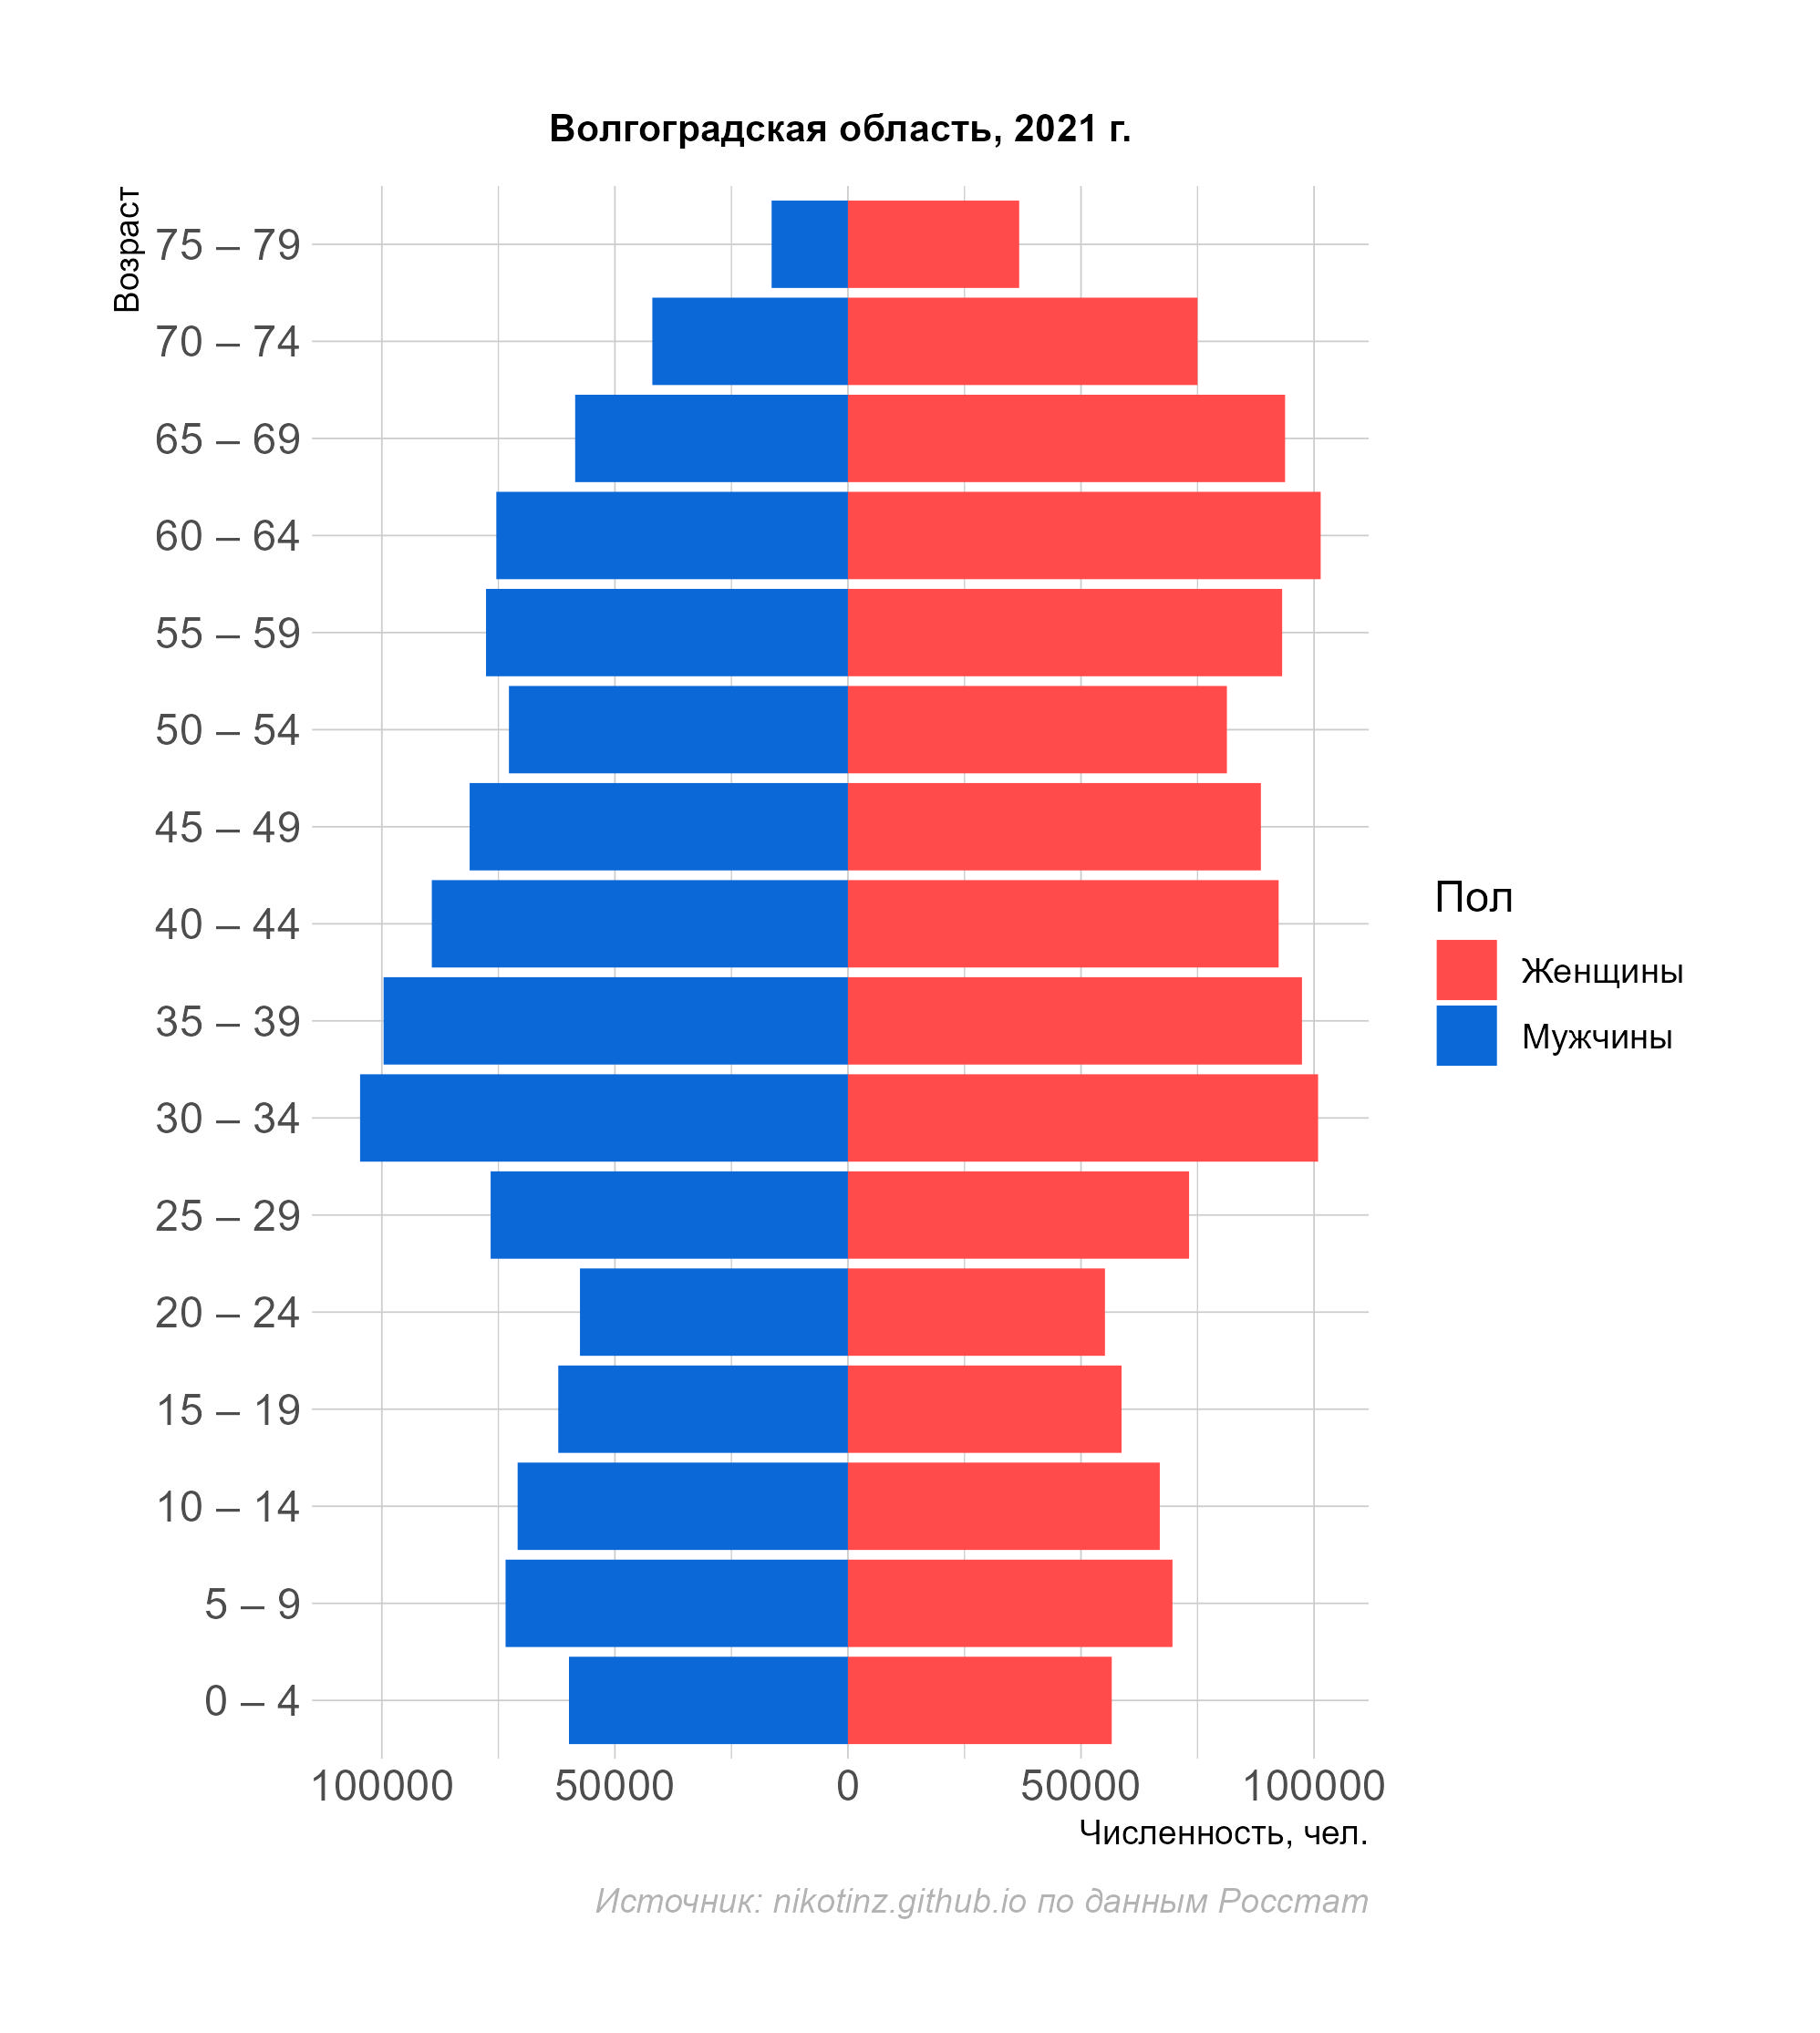 Волгоградская область, 2021 г.
Возраст
75 – 79
70 – 74
65 – 69
60 – 64
55 – 59
50 – 54
45 – 49
40 – 44
35 – 39
30 – 34
25 – 29
20 – 24
15 – 19
10 – 14
5 – 9
0 – 4
100000 50000 0 50000 100000
Численность, чел.
Пол
Женщины
Мужчины
Источник: nikotinz.github.io по данным Росстат